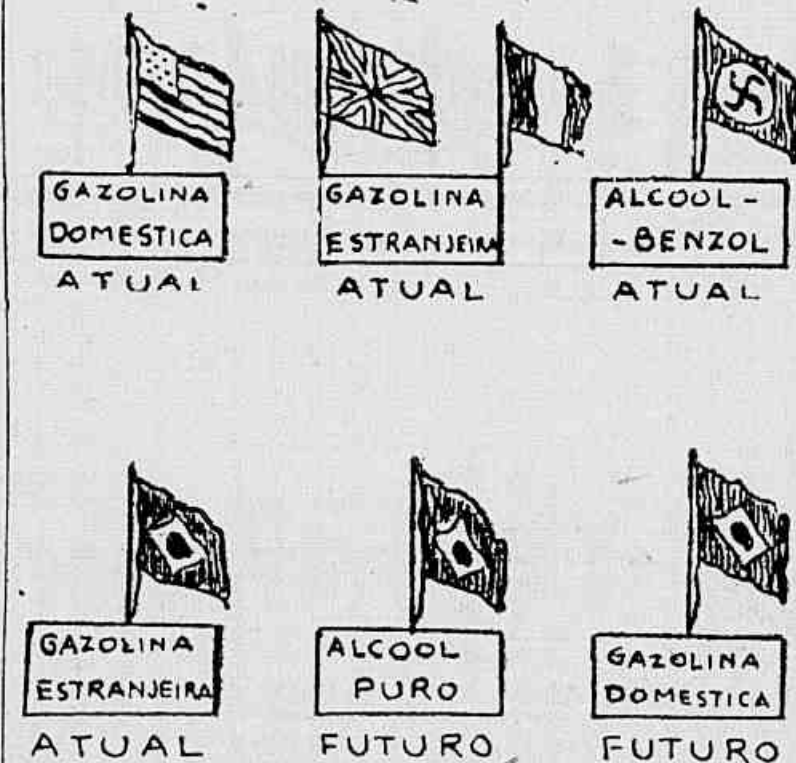 GAZOLINA
DOMESTICA
ATUAL
GAZOLINA
ESTRANJEIRA
ATUAL
ALCOOL-
-BENZOL
ATUAL
GAZOLINA
ESTRANJEIRA
ATUAL
ALCOOL
PURO
FUTURO
GAZOLINA
DOMESTICA
FUTURO